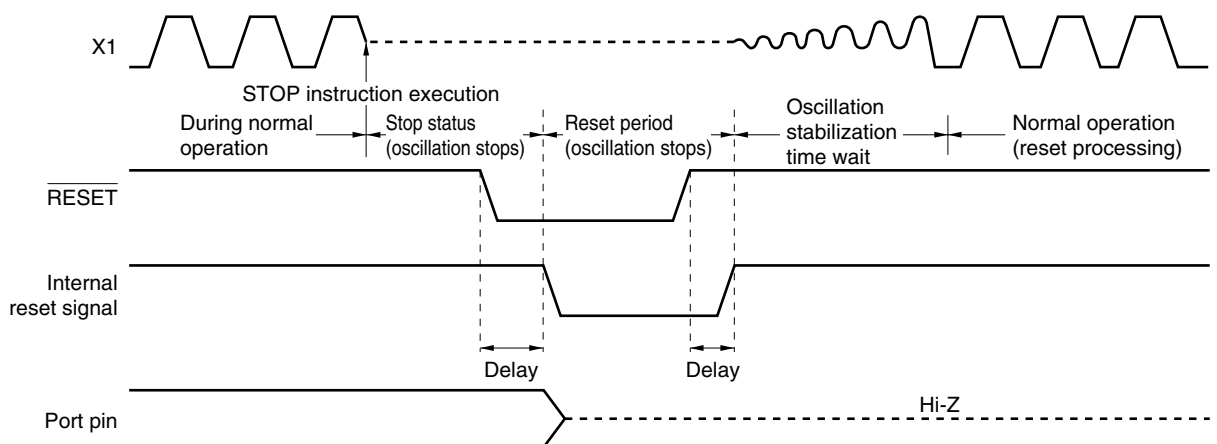 X1
STOP instruction execution
During normal
operation
Stop status
(oscillation stops)
Reset period
(oscillation stops)
Oscillation
stabilization
time wait
Normal operation
(reset processing)
RESET
Internal
reset signal
Delay
Delay
Hi-Z
Port pin